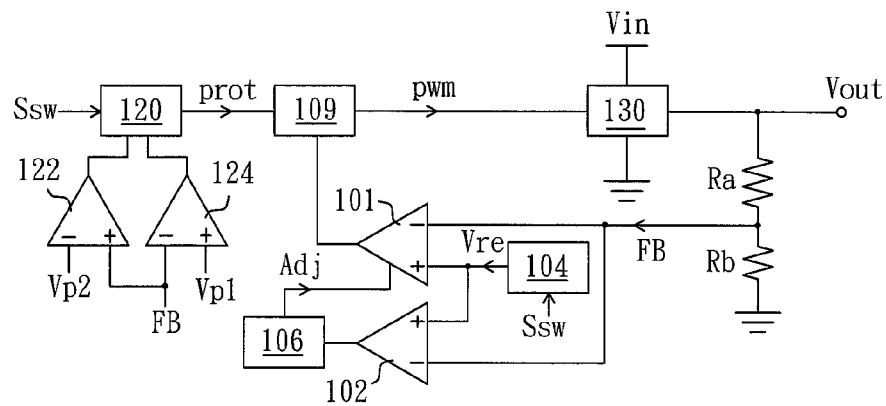 Vin
Ssw 120 prot 109 pwm 130 Vout
122 124 Ra
101
- + - + - Vre FB
Adj + 104 Rb
Vp2 Vp1
FB Ssw
106 +
-
102